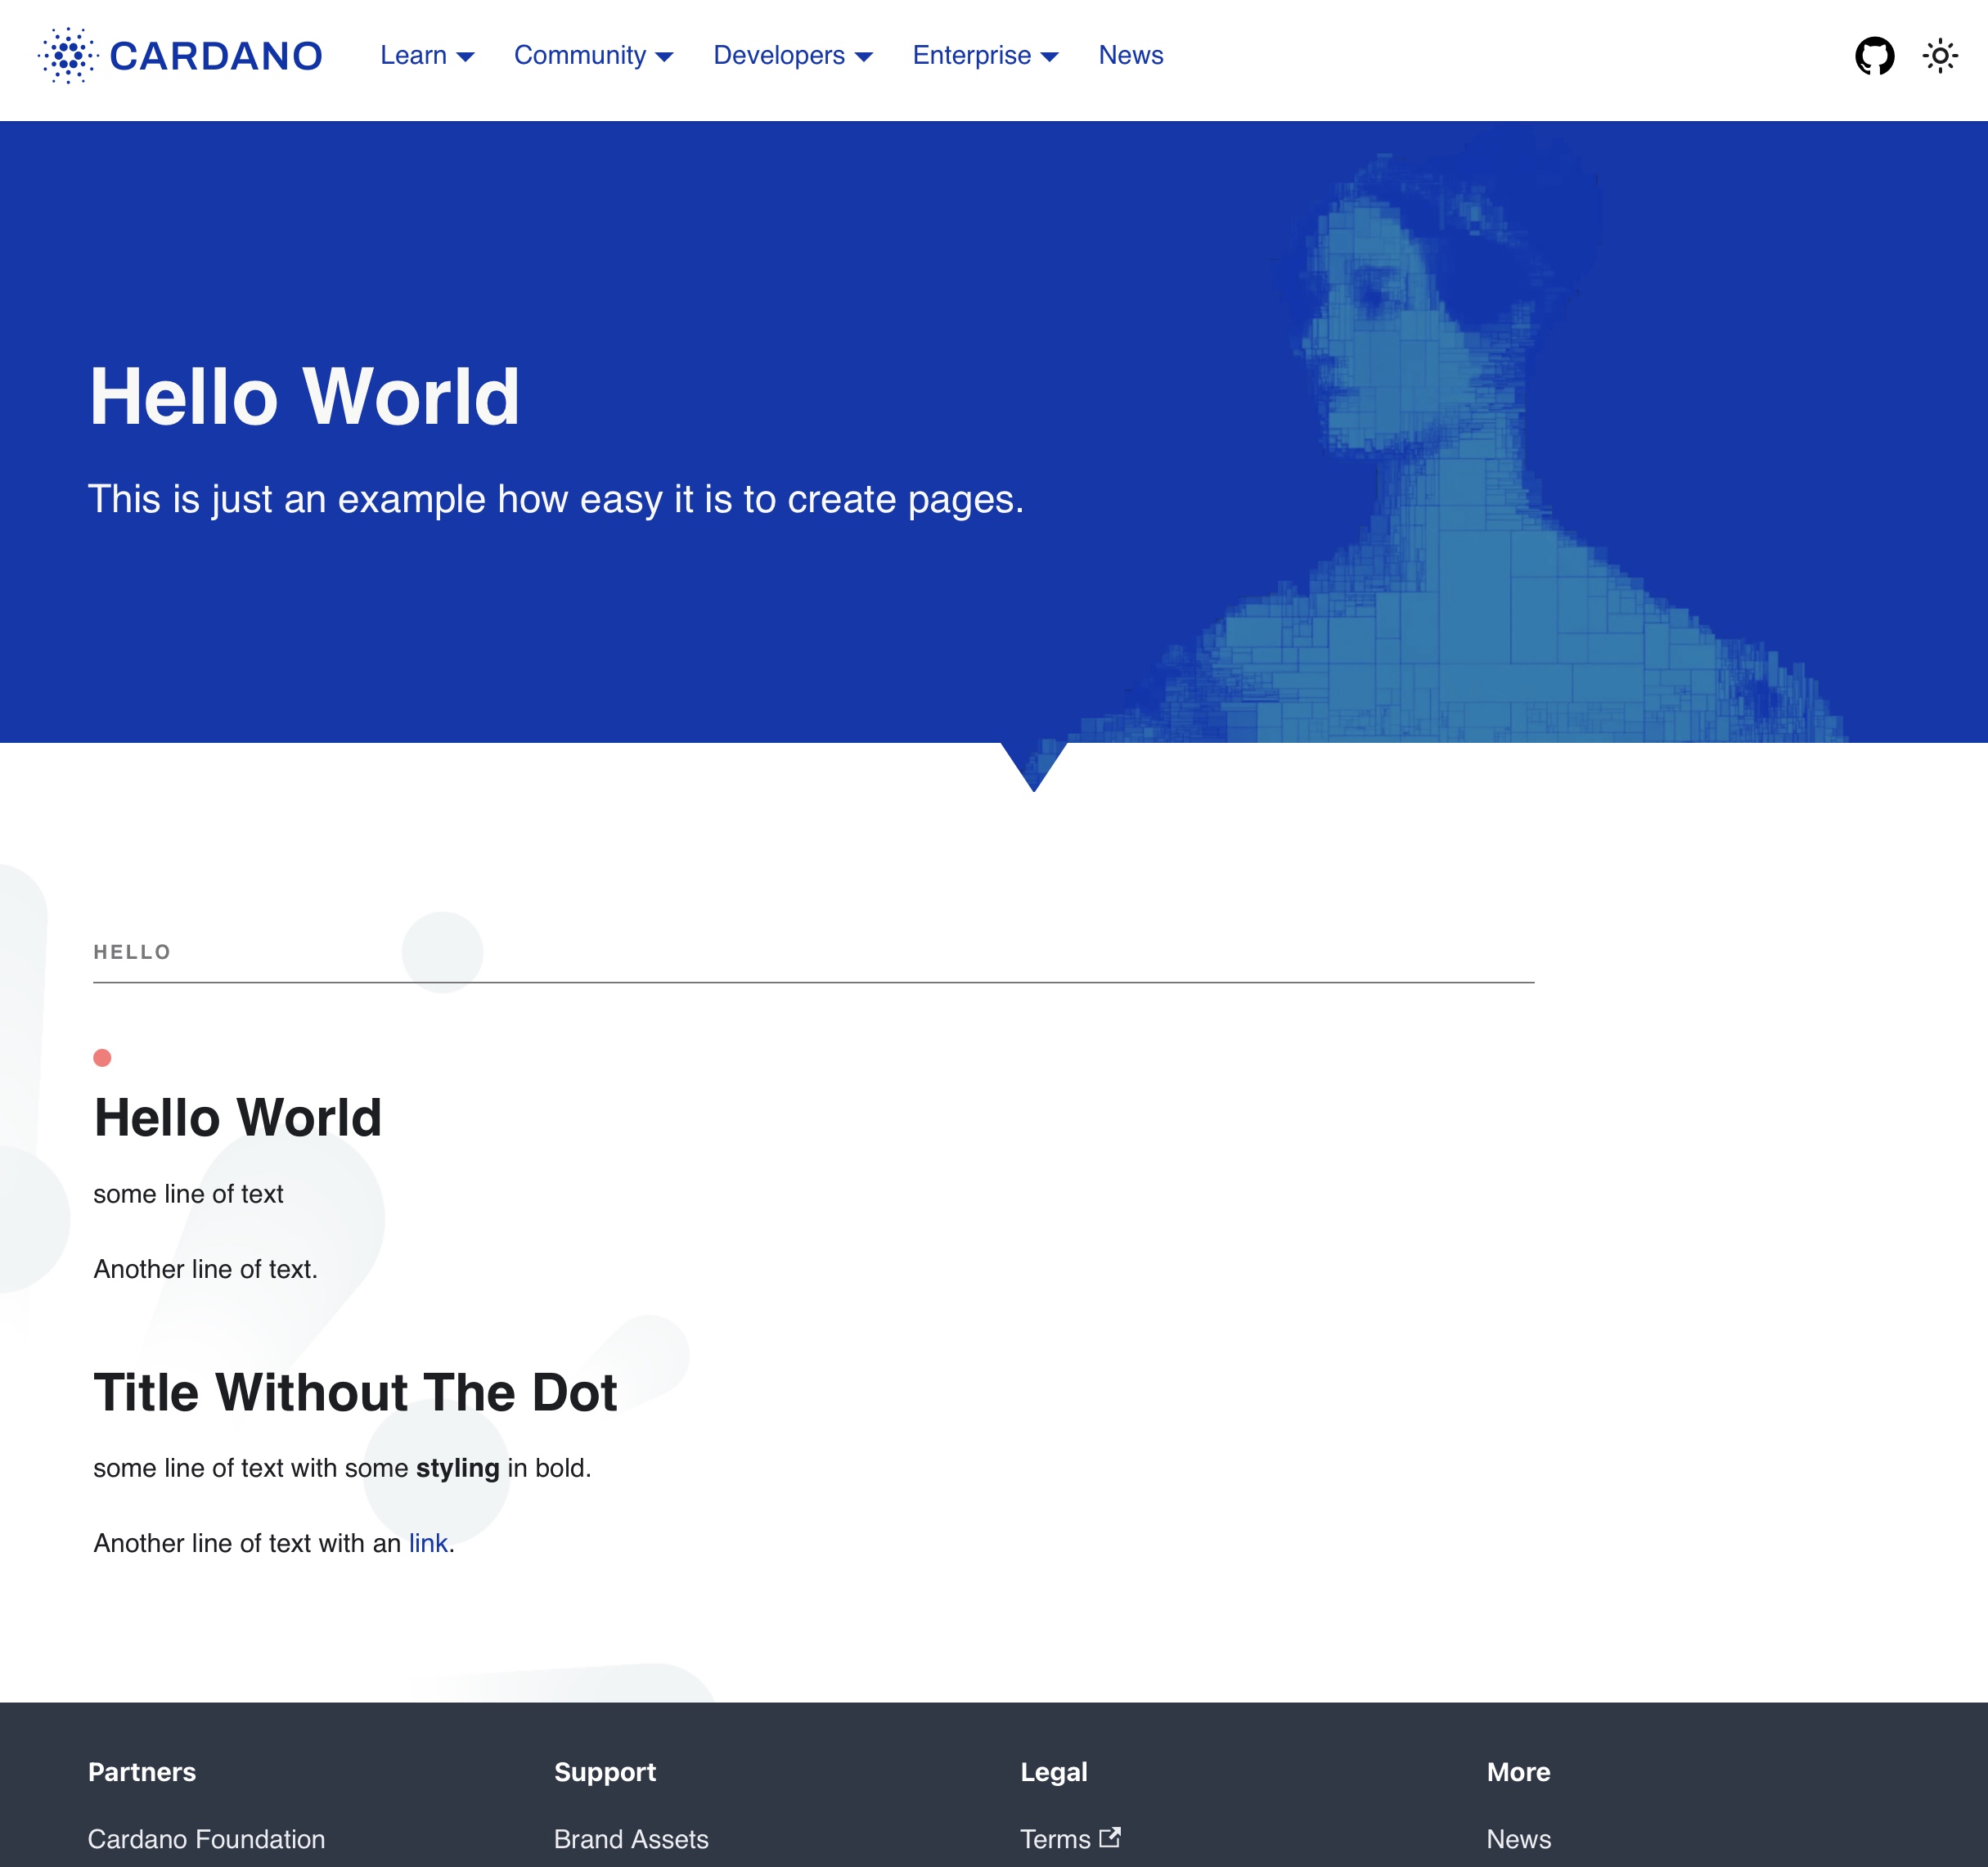 CARDANO Learn Community Developers Enterprise News
Hello World
This is just an example how easy it is to create pages.
HELLO
Hello World
some line of text
Another line of text.
Title Without The Dot
some line of text with some styling in bold.
Another line of text with an link.
Partners Support Legal More
Cardano Foundation Brand Assets Terms News